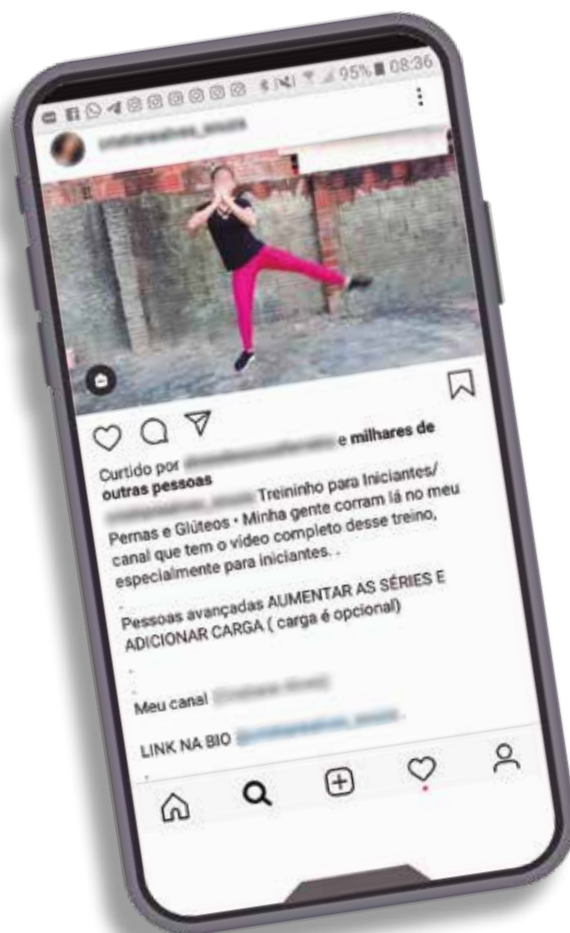 95% 08:36
Curtido por e milhares de
outras pessoas
Treininho para Iniciantes/
Pernas e Glúteos • Minha gente corram lá no meu
canal que tem o vídeo completo desse treino,
especialmente para iniciantes. .
.
Pessoas avançadas AUMENTAR AS SÉRIES E
ADICIONAR CARGA ( carga é opcional)
.
.
Meu canal
LINK NA BIO
.